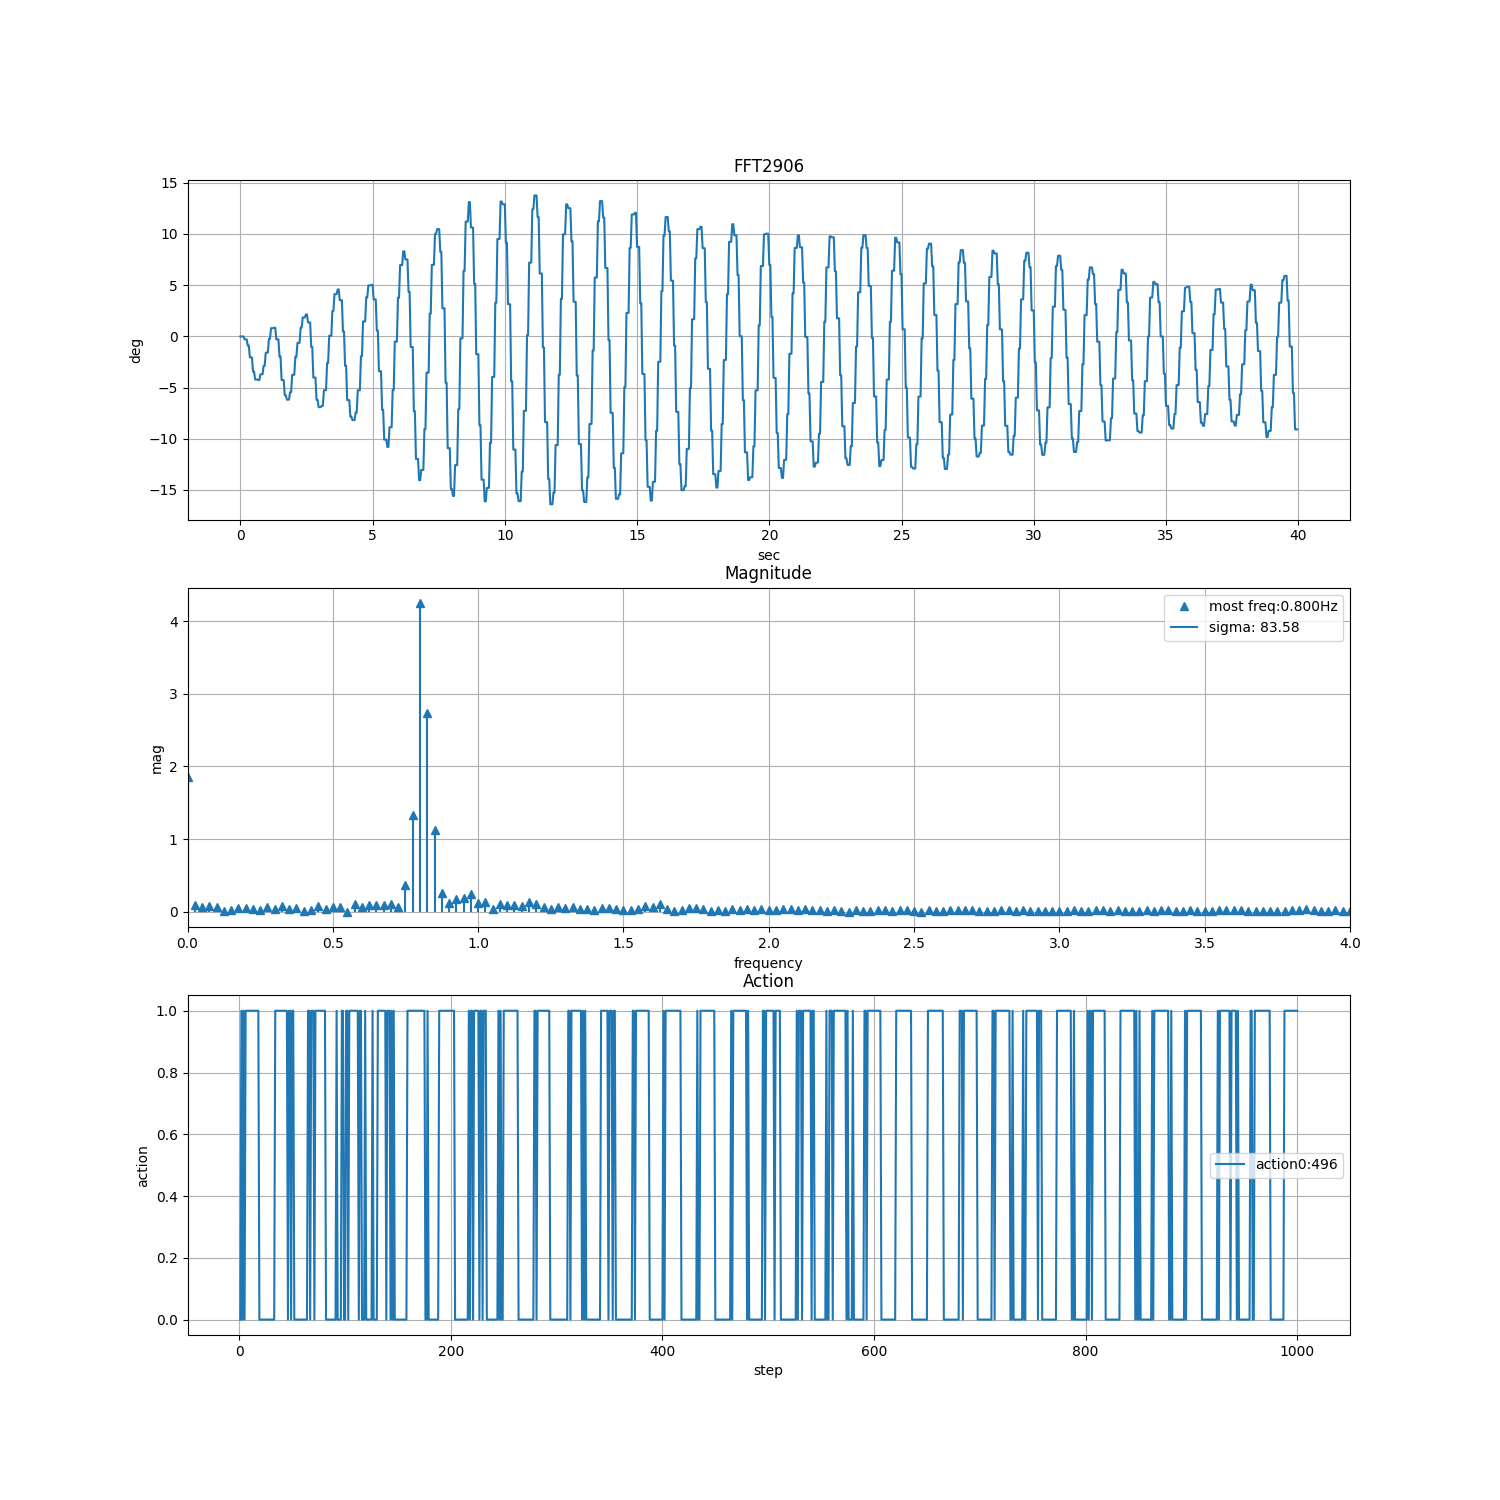 FFT2906
15
10
5
0
−5
−10
−15
deg
0 5 10 15 20 25 30 35 40
sec
Magnitude
most freq:0.800Hz
sigma: 83.58
4
3
2
1
0
mag
0.0 0.5 1.0 1.5 2.0 2.5 3.0 3.5 4.0
frequency
Action
1.0
0.8
0.6
0.4
0.2
0.0
action
action0:496
0 200 400 600 800 1000
step